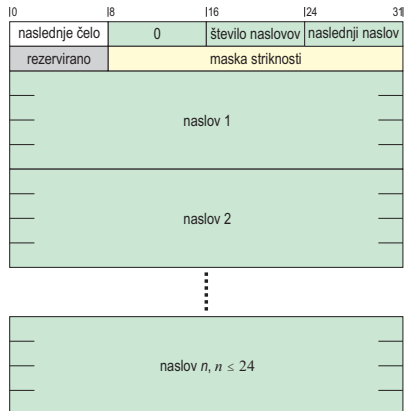 0 8 16 24 31
naslednje čelo 0 število naslovov naslednji naslov
rezervirano maska striknosti
naslov 1
naslov 2
naslov n, n ≤ 24